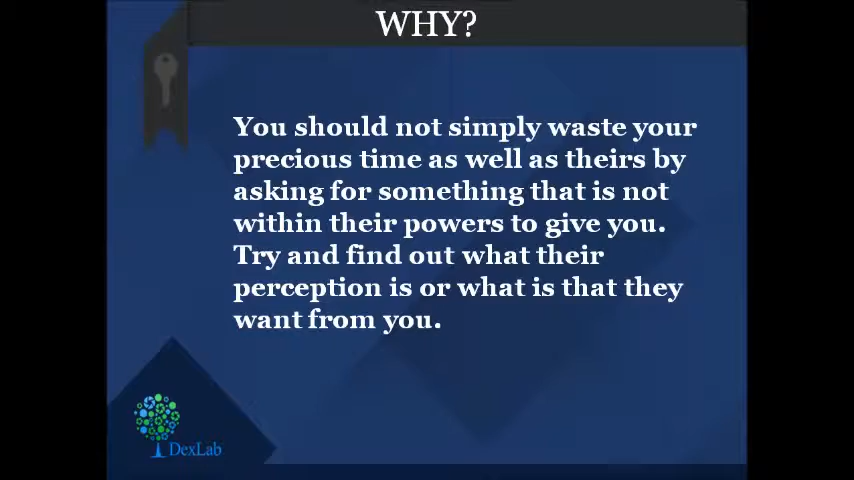 WHY?
You should not simply waste your
precious time as well as theirs by
asking for something that is not
within their powers to give you.
Try and find out what their
perception is or what is that they
want from you.
DexLab